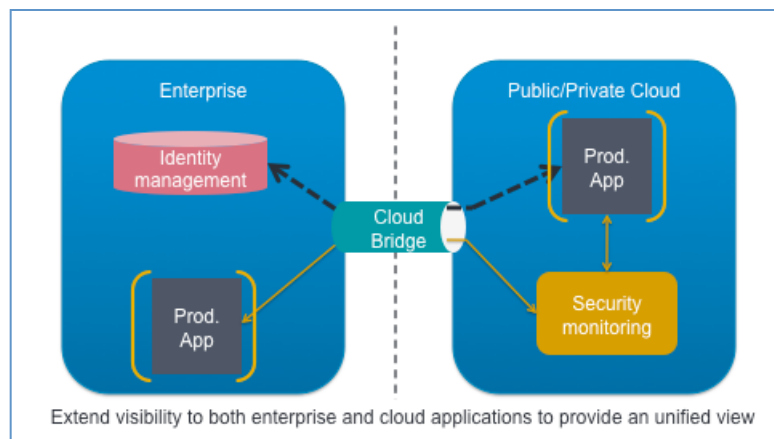 Enterprise
Public/Private Cloud
Identity
management
Prod.
App
Cloud
Bridge
Prod.
App
Security
monitoring
Extend visibility to both enterprise and cloud applications to provide an unified view